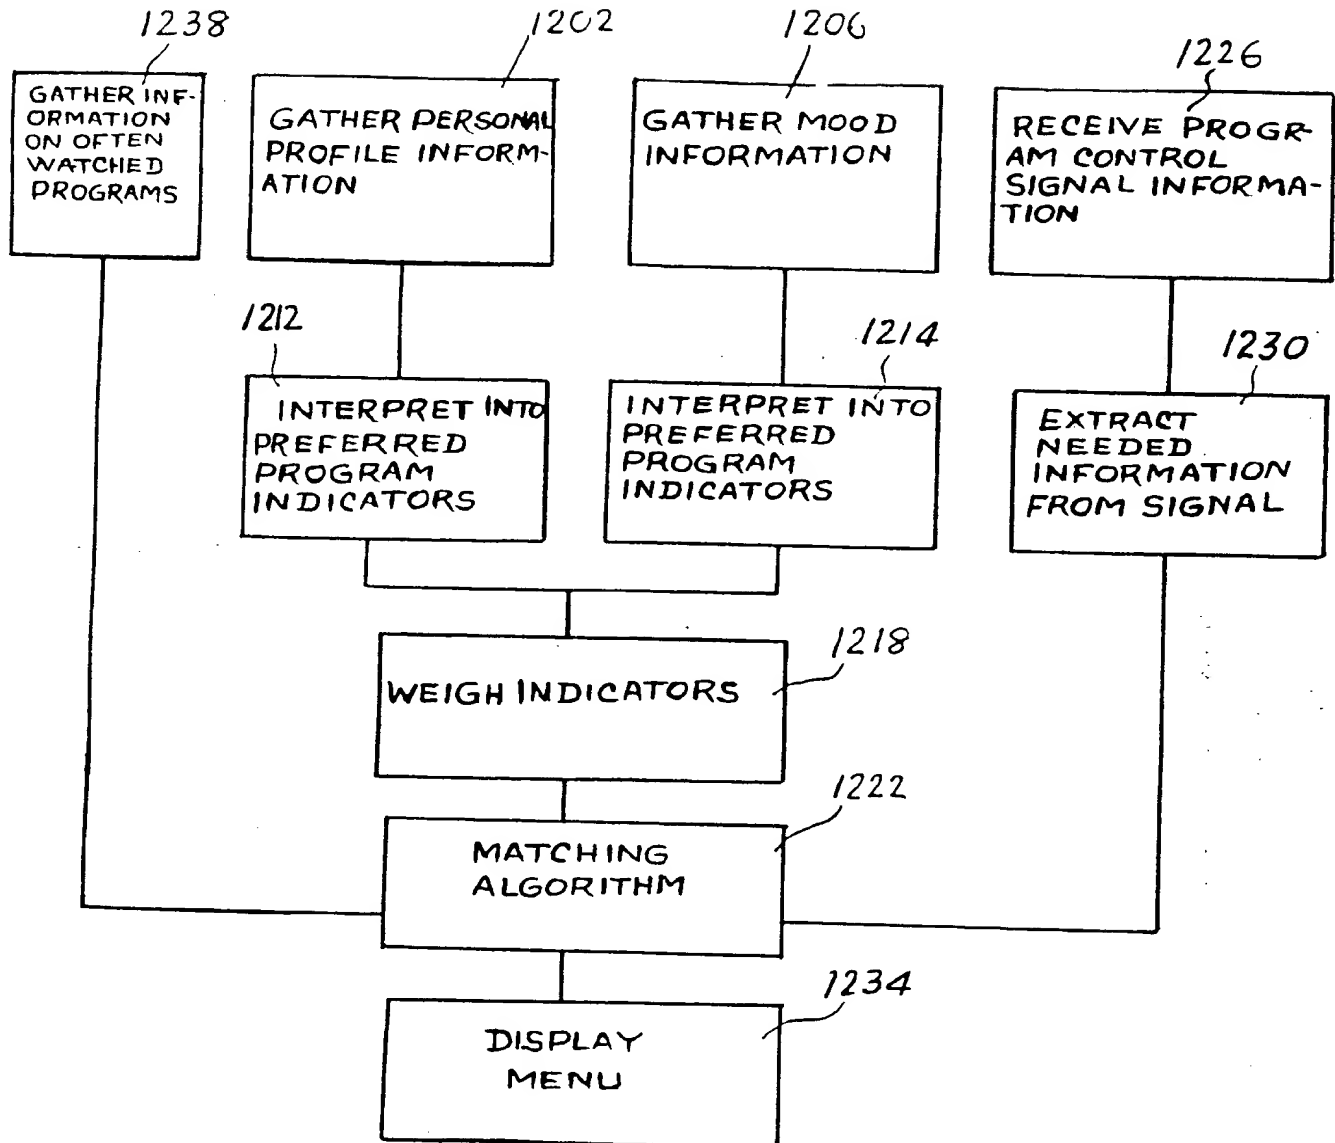 1238
1202
1206
1226
GATHER INF-
ORMATION
ON OFTEN
WATCHED
PROGRAMS
GATHER PERSONAL
PROFILE INFORM-
ATION
GATHER MOOD
INFORMATION
RECEIVE PROGR-
AM CONTROL
SIGNAL INFORMA-
TION
1212
1214
1230
INTERPRET INTO
PREFERRED
PROGRAM
INDICATORS
INTERPRET INTO
PREFERRED
PROGRAM
INDICATORS
EXTRACT
NEEDED
INFORMATION
FROM SIGNAL
1218
WEIGH INDICATORS
1222
MATCHING
ALGORITHM
1234
DISPLAY
MENU